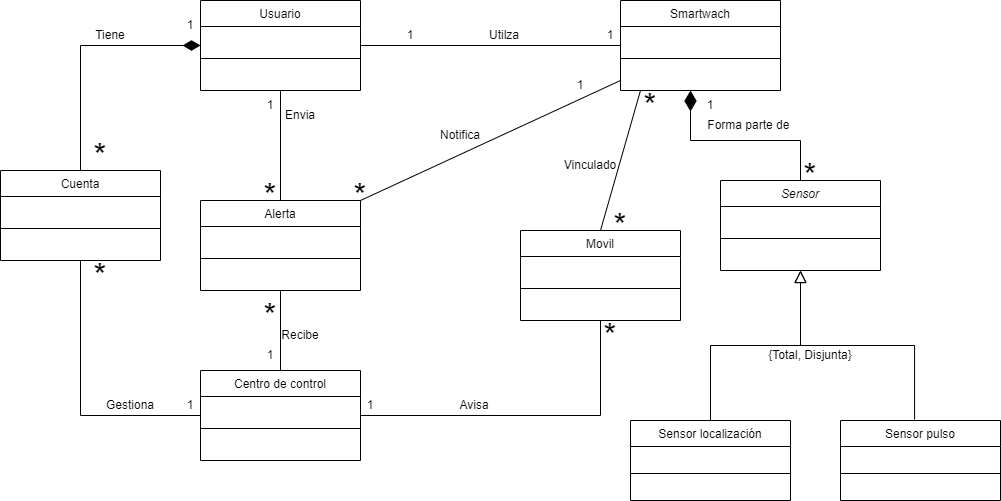 Usuario
Smartwach
1
Tiene
1
Utilza
1
1
Envia
1
Notifica
*
1
Forma parte de
*
*
*
Vinculado
*
Cuenta
Alerta
*
Sensor
Movil
*
*
Recibe
1
*
{Total, Disjunta}
Centro de control
Gestiona
1
1
Avisa
Sensor localización
Sensor pulso